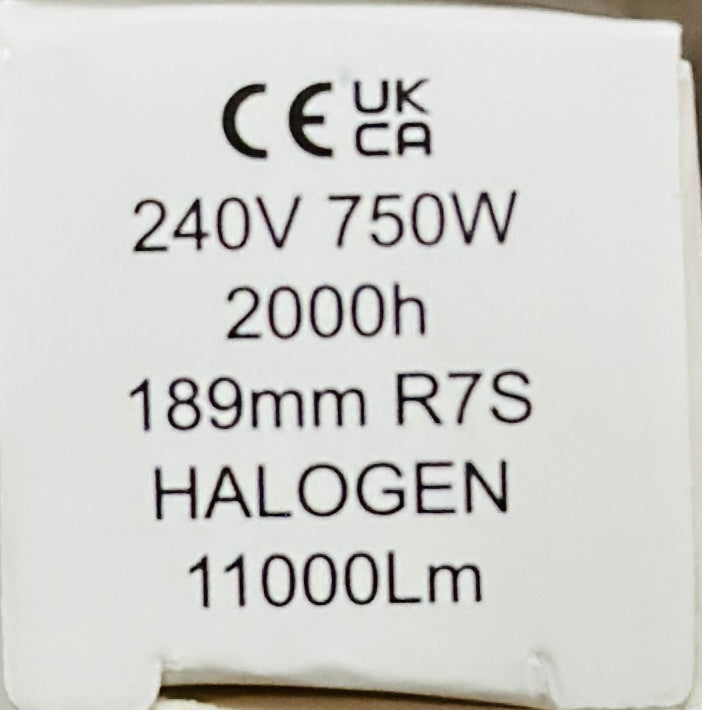 CE UK
CA
240V 750W
2000h
189mm R7S
HALOGEN
11000Lm